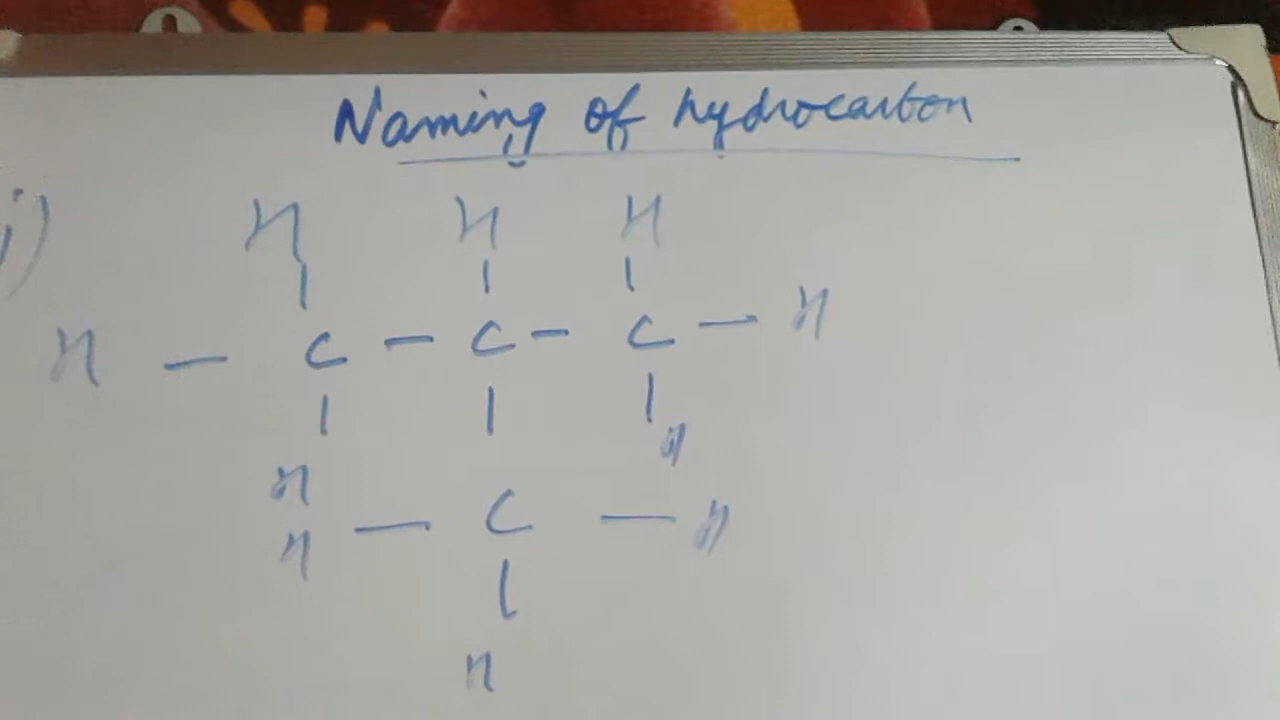 Naming of hydrocarbon
i)
H H H
H — C — C — C — H
H H
H — C — H
H